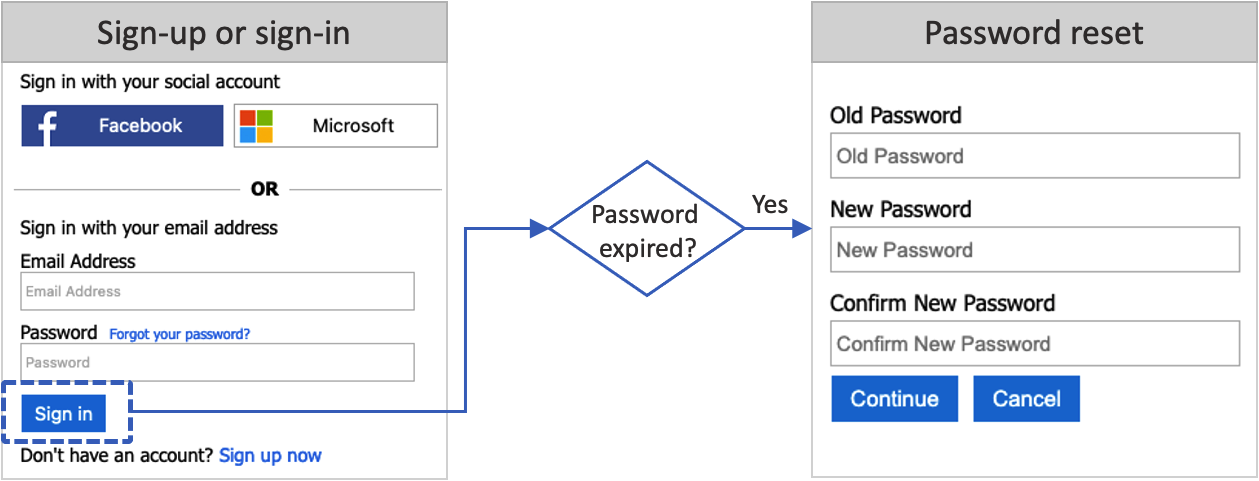 Sign-up or sign-in
Sign in with your social account
Facebook
Microsoft
OR
Sign in with your email address
Email Address
Email Address
Password Forgot your password?
Password
Sign in
Don't have an account? Sign up now
Password
expired?
Yes
Password reset
Old Password
Old Password
New Password
New Password
Confirm New Password
Confirm New Password
Continue Cancel